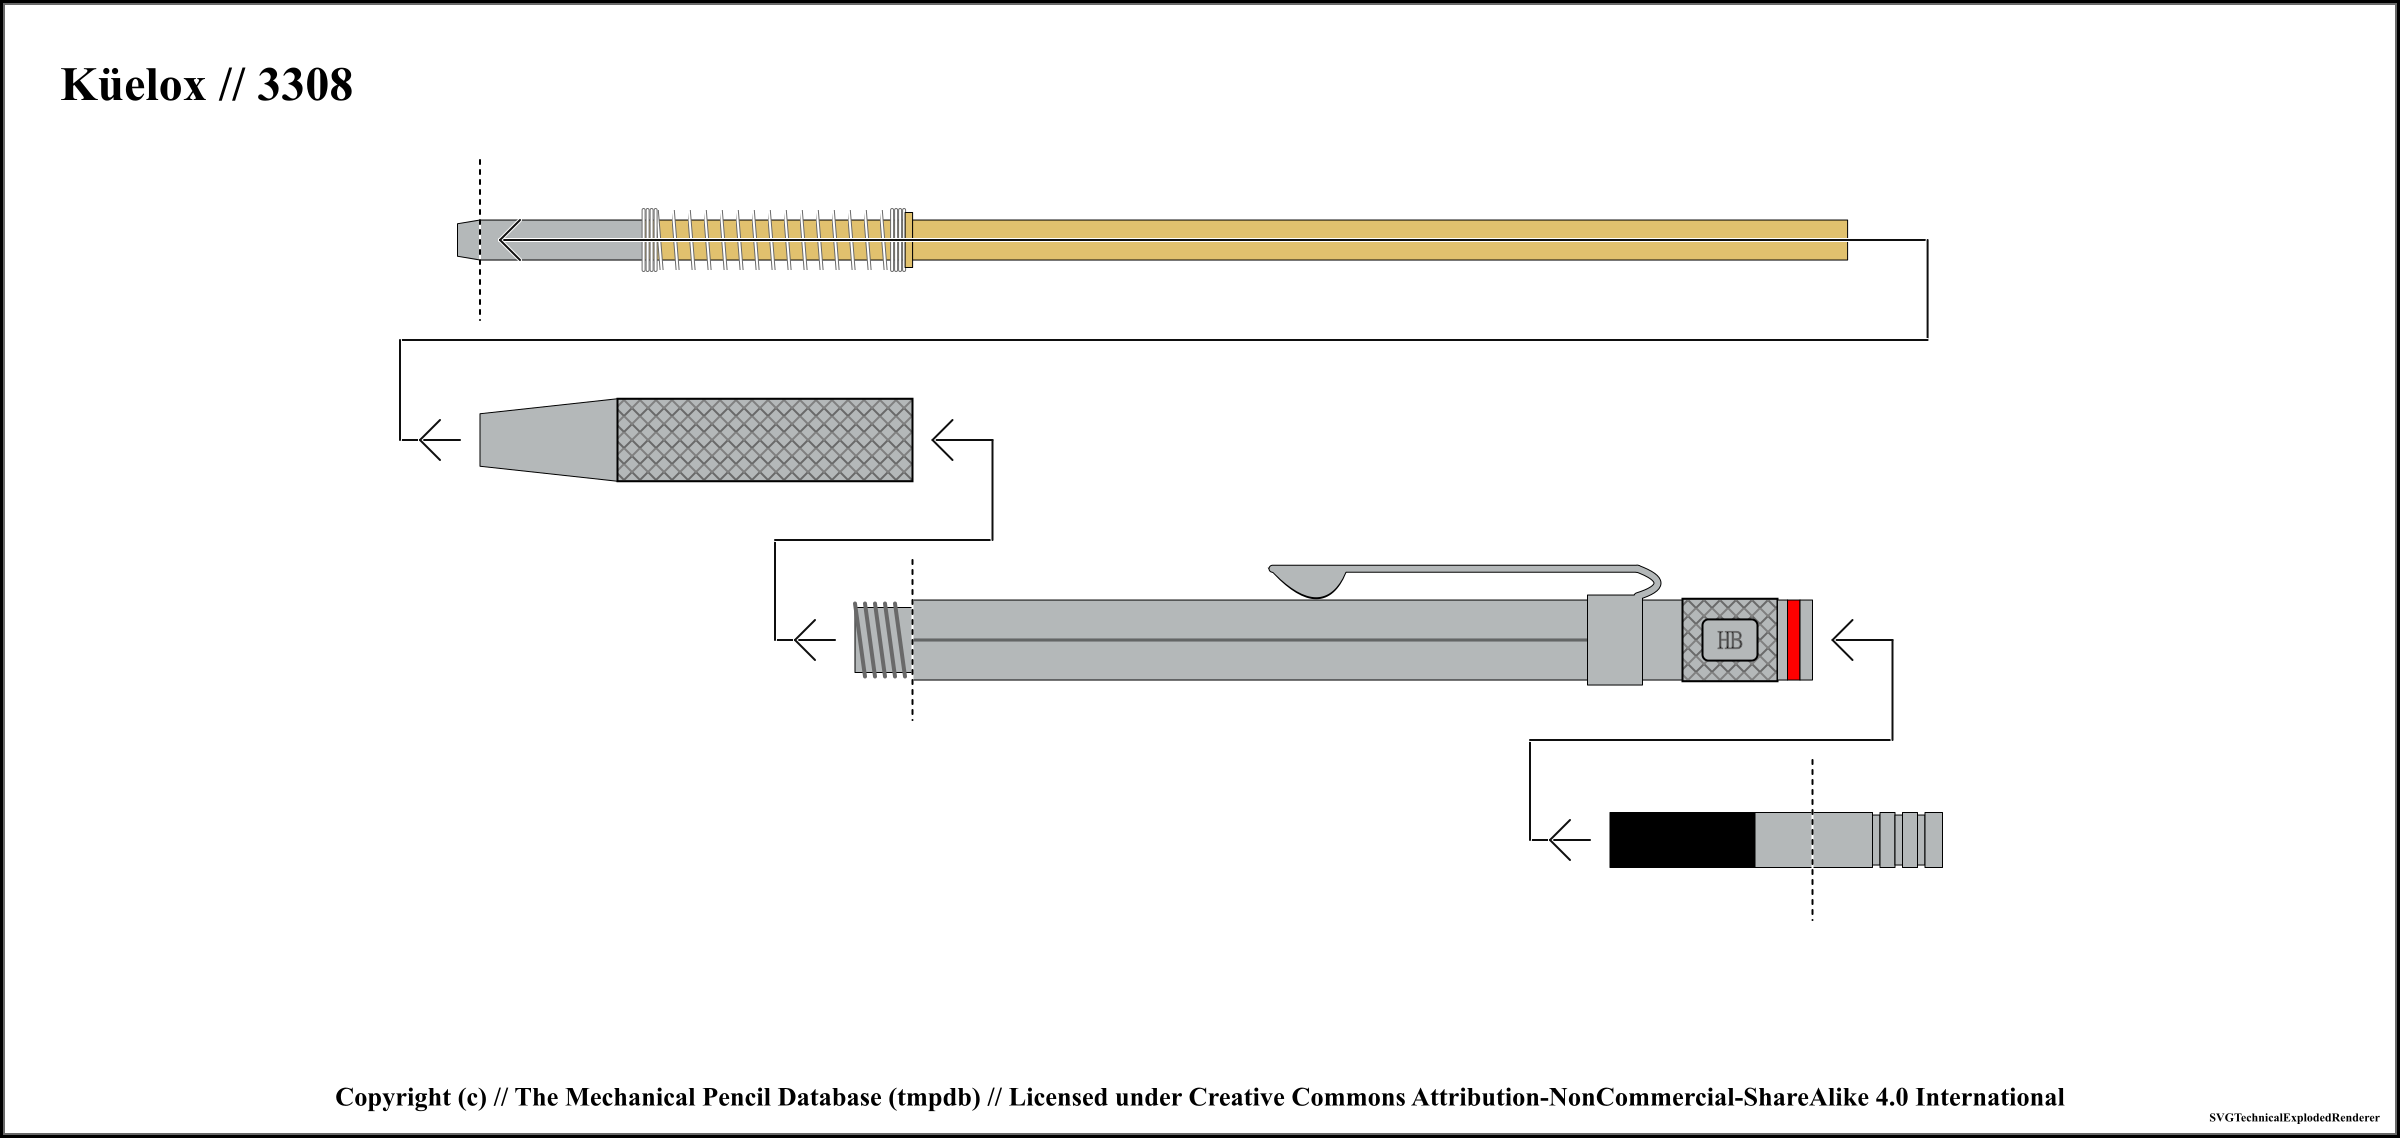 Küelox // 3308
HB
Copyright (c) // The Mechanical Pencil Database (tmpdb) // Licensed under Creative Commons Attribution-NonCommercial-ShareAlike 4.0 International
SVGTechnicalExplodedRenderer